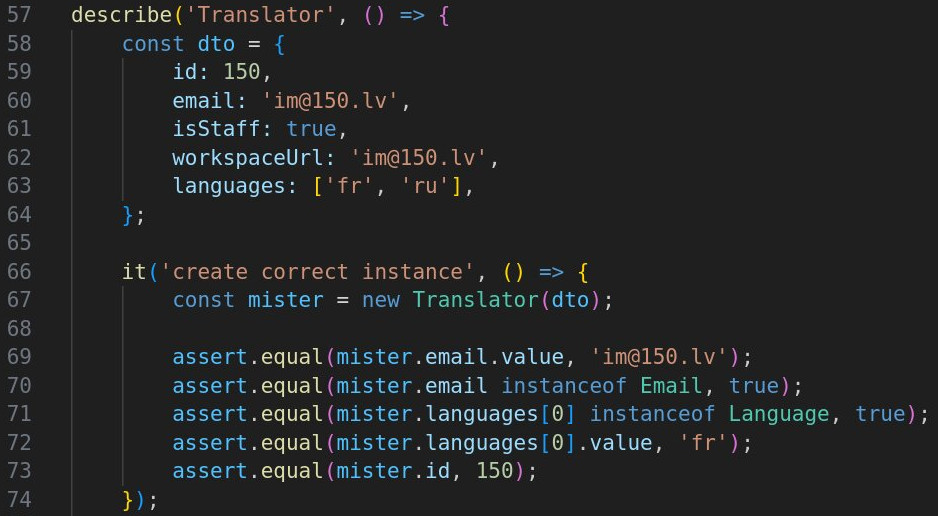 57 describe('Translator', () => {
58     const dto = {
59         id: 150,
60         email: 'im@150.lv',
61         isStaff: true,
62         workspaceUrl: 'im@150.lv',
63         languages: ['fr', 'ru'],
64     };
65
66     it('create correct instance', () => {
67         const mister = new Translator(dto);
68
69         assert.equal(mister.email.value, 'im@150.lv');
70         assert.equal(mister.email instanceof Email, true);
71         assert.equal(mister.languages[0] instanceof Language, true);
72         assert.equal(mister.languages[0].value, 'fr');
73         assert.equal(mister.id, 150);
74     });